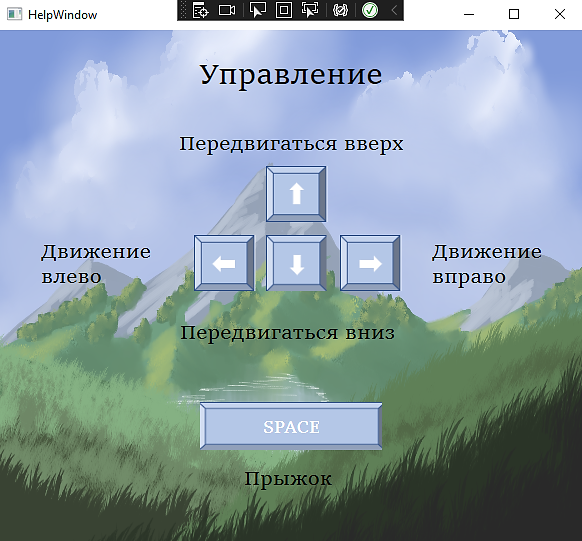 HelpWindow
Управление
Передвигаться вверх
Движение
влево
Движение
вправо
Передвигаться вниз
SPACE
Прыжок